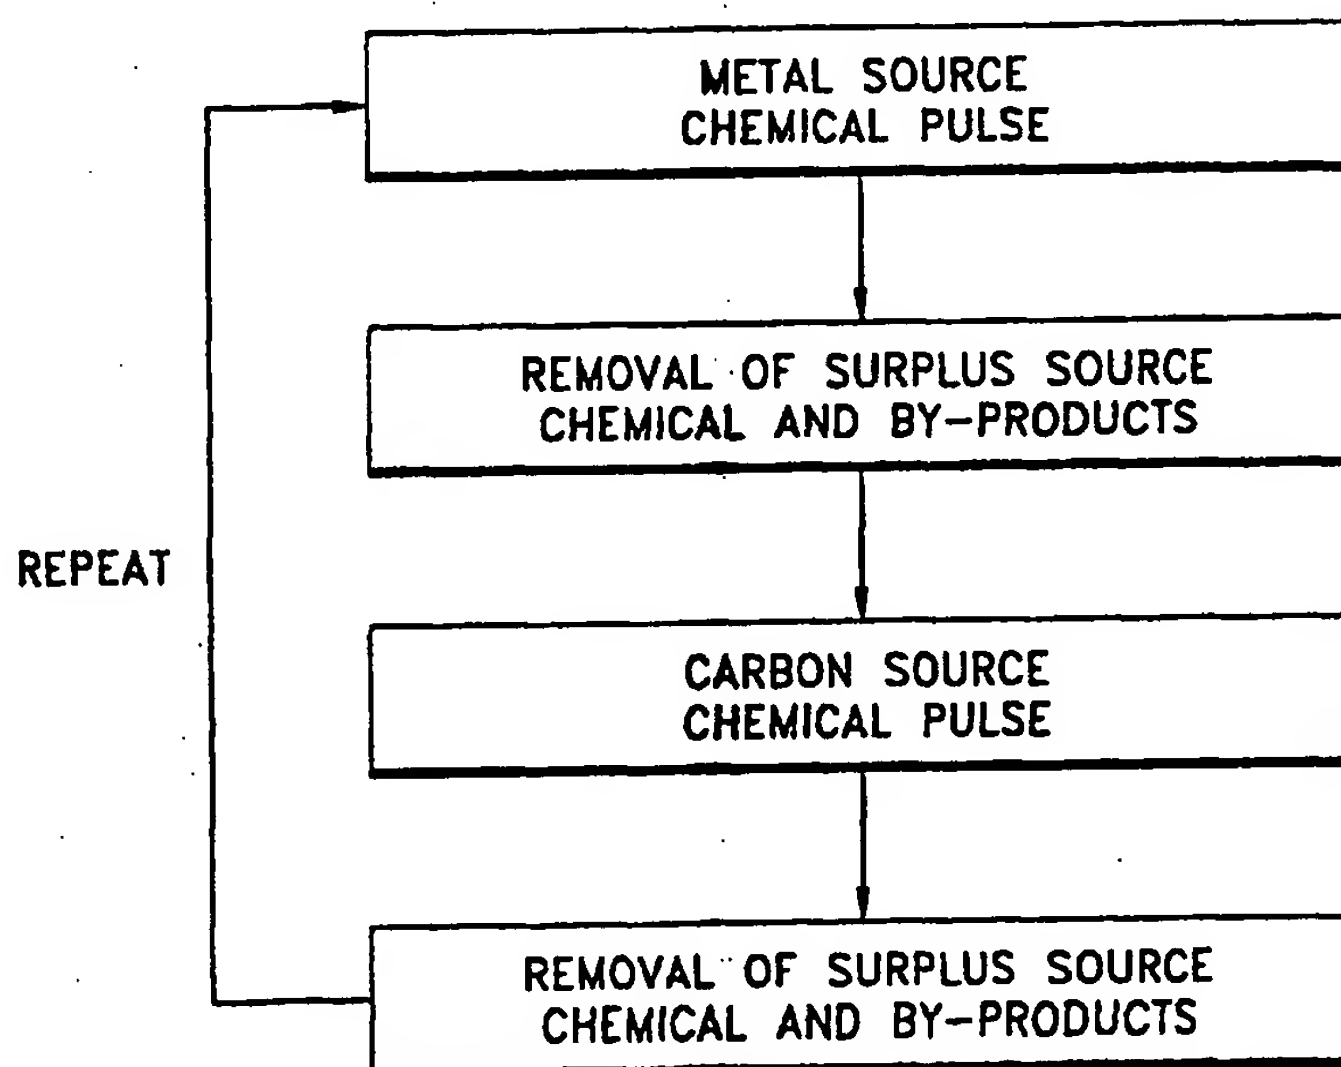 METAL SOURCE
CHEMICAL PULSE
REMOVAL OF SURPLUS SOURCE
CHEMICAL AND BY-PRODUCTS
REPEAT
CARBON SOURCE
CHEMICAL PULSE
REMOVAL OF SURPLUS SOURCE
CHEMICAL AND BY-PRODUCTS